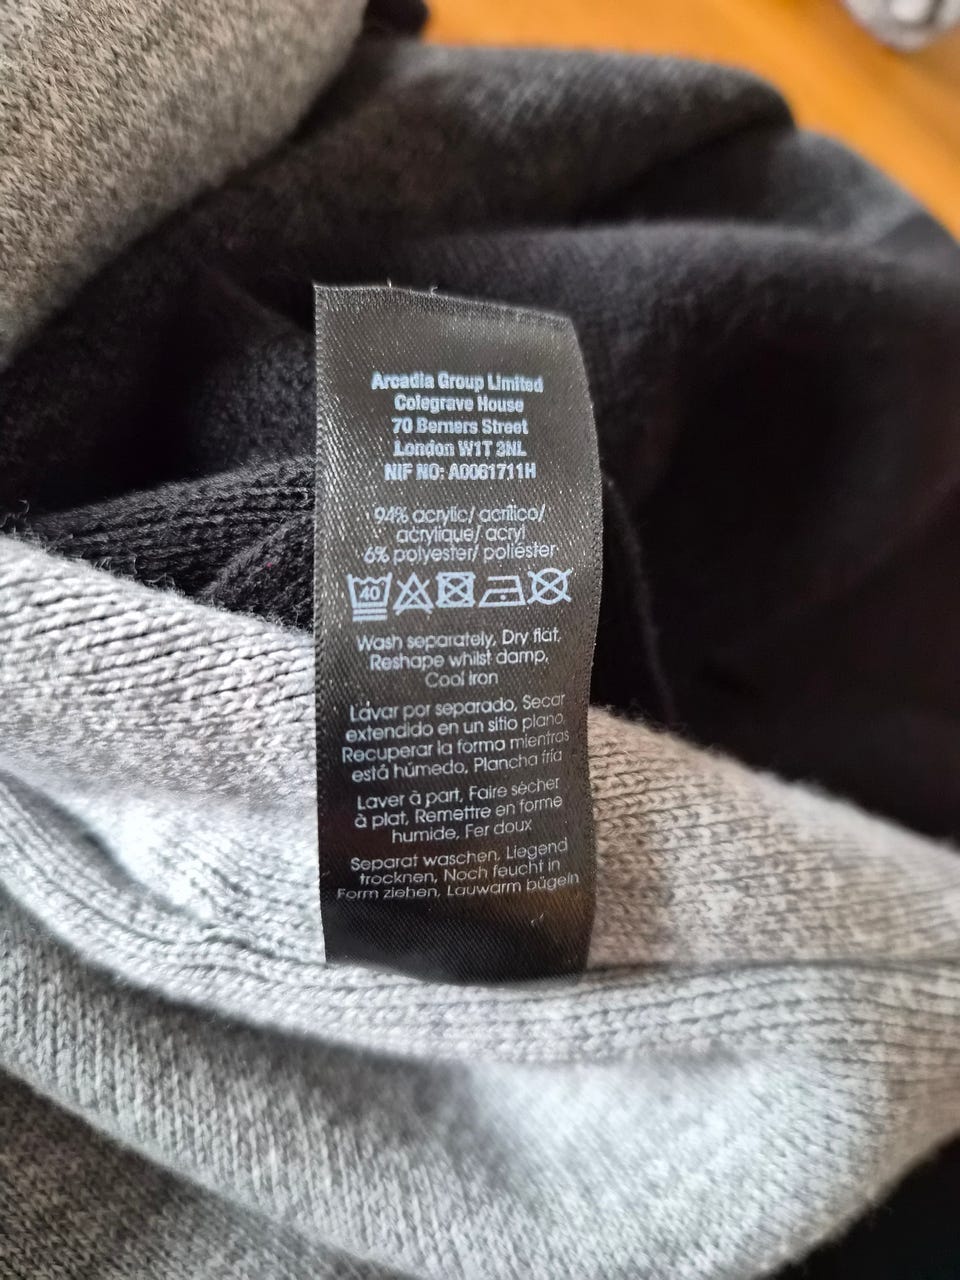 Arcadia Group Limited
Colegrave House
70 Berners Street
London W1T 3NL
NIF NO: A0061711H
94% acrylic/ acrílico/
acrylique/ acryl
6% polyester/ poliéster
40
Wash separately, Dry flat,
Reshape whilst damp,
Cool iron
Lavar por separado, Secar
extendido en un sitio plano,
Recuperar la forma mientras
está húmedo, Plancha fría
Laver à part, Faire sécher
à plat, Remettre en forme
humide, Fer doux
Separat waschen, Liegend
trocknen, Noch feucht in
Form ziehen, Lauwarm bügeln